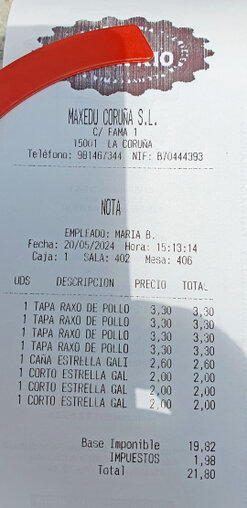 MAXEDU CORUÑA S.L.
C/ FAMA 1
15001 LA CORUÑA
Teléfono: 981467344 NIF: B70444393
NOTA
EMPLEADO: MARIA B.
Fecha: 20/05/2024 Hora: 15:13:14
Caja: 1 SALA: 402 Mesa: 406
UDS DESCRIPCION PRECIO TOTAL
1 TAPA RAXO DE POLLO 3,30 3,30
1 TAPA RAXO DE POLLO 3,30 3,30
1 TAPA RAXO DE POLLO 3,30 3,30
1 TAPA RAXO DE POLLO 3,30 3,30
1 CAÑA ESTRELLA GALI 2,60 2,60
1 CORTO ESTRELLA GAL 2,00 2,00
1 CORTO ESTRELLA GAL 2,00 2,00
1 CORTO ESTRELLA GAL 2,00 2,00
Base Imponible 19,82
IMPUESTOS 1,98
Total 21,80